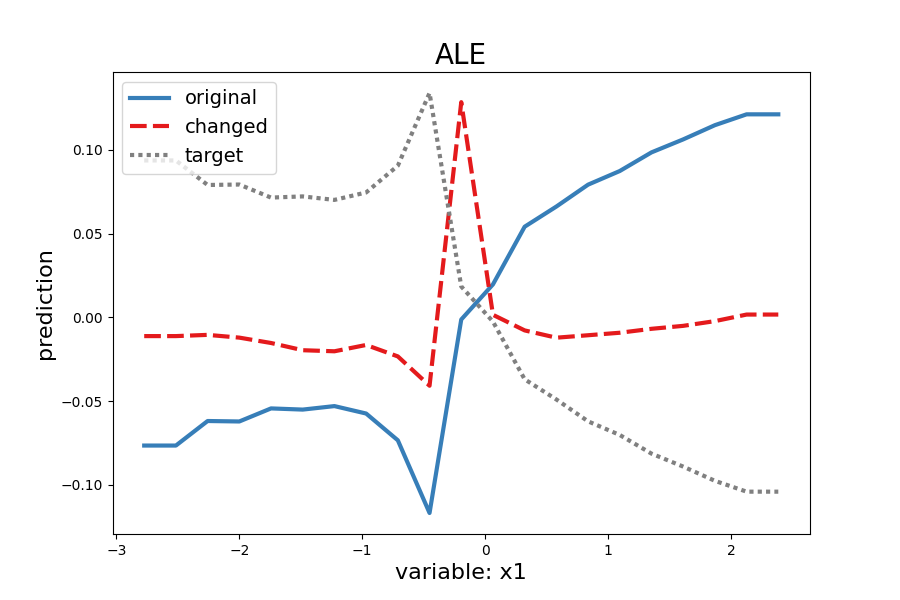 ALE
original
changed
target
0.10
0.05
0.00
−0.05
−0.10
prediction
−3
−2
−1
0
1
2
variable: x1